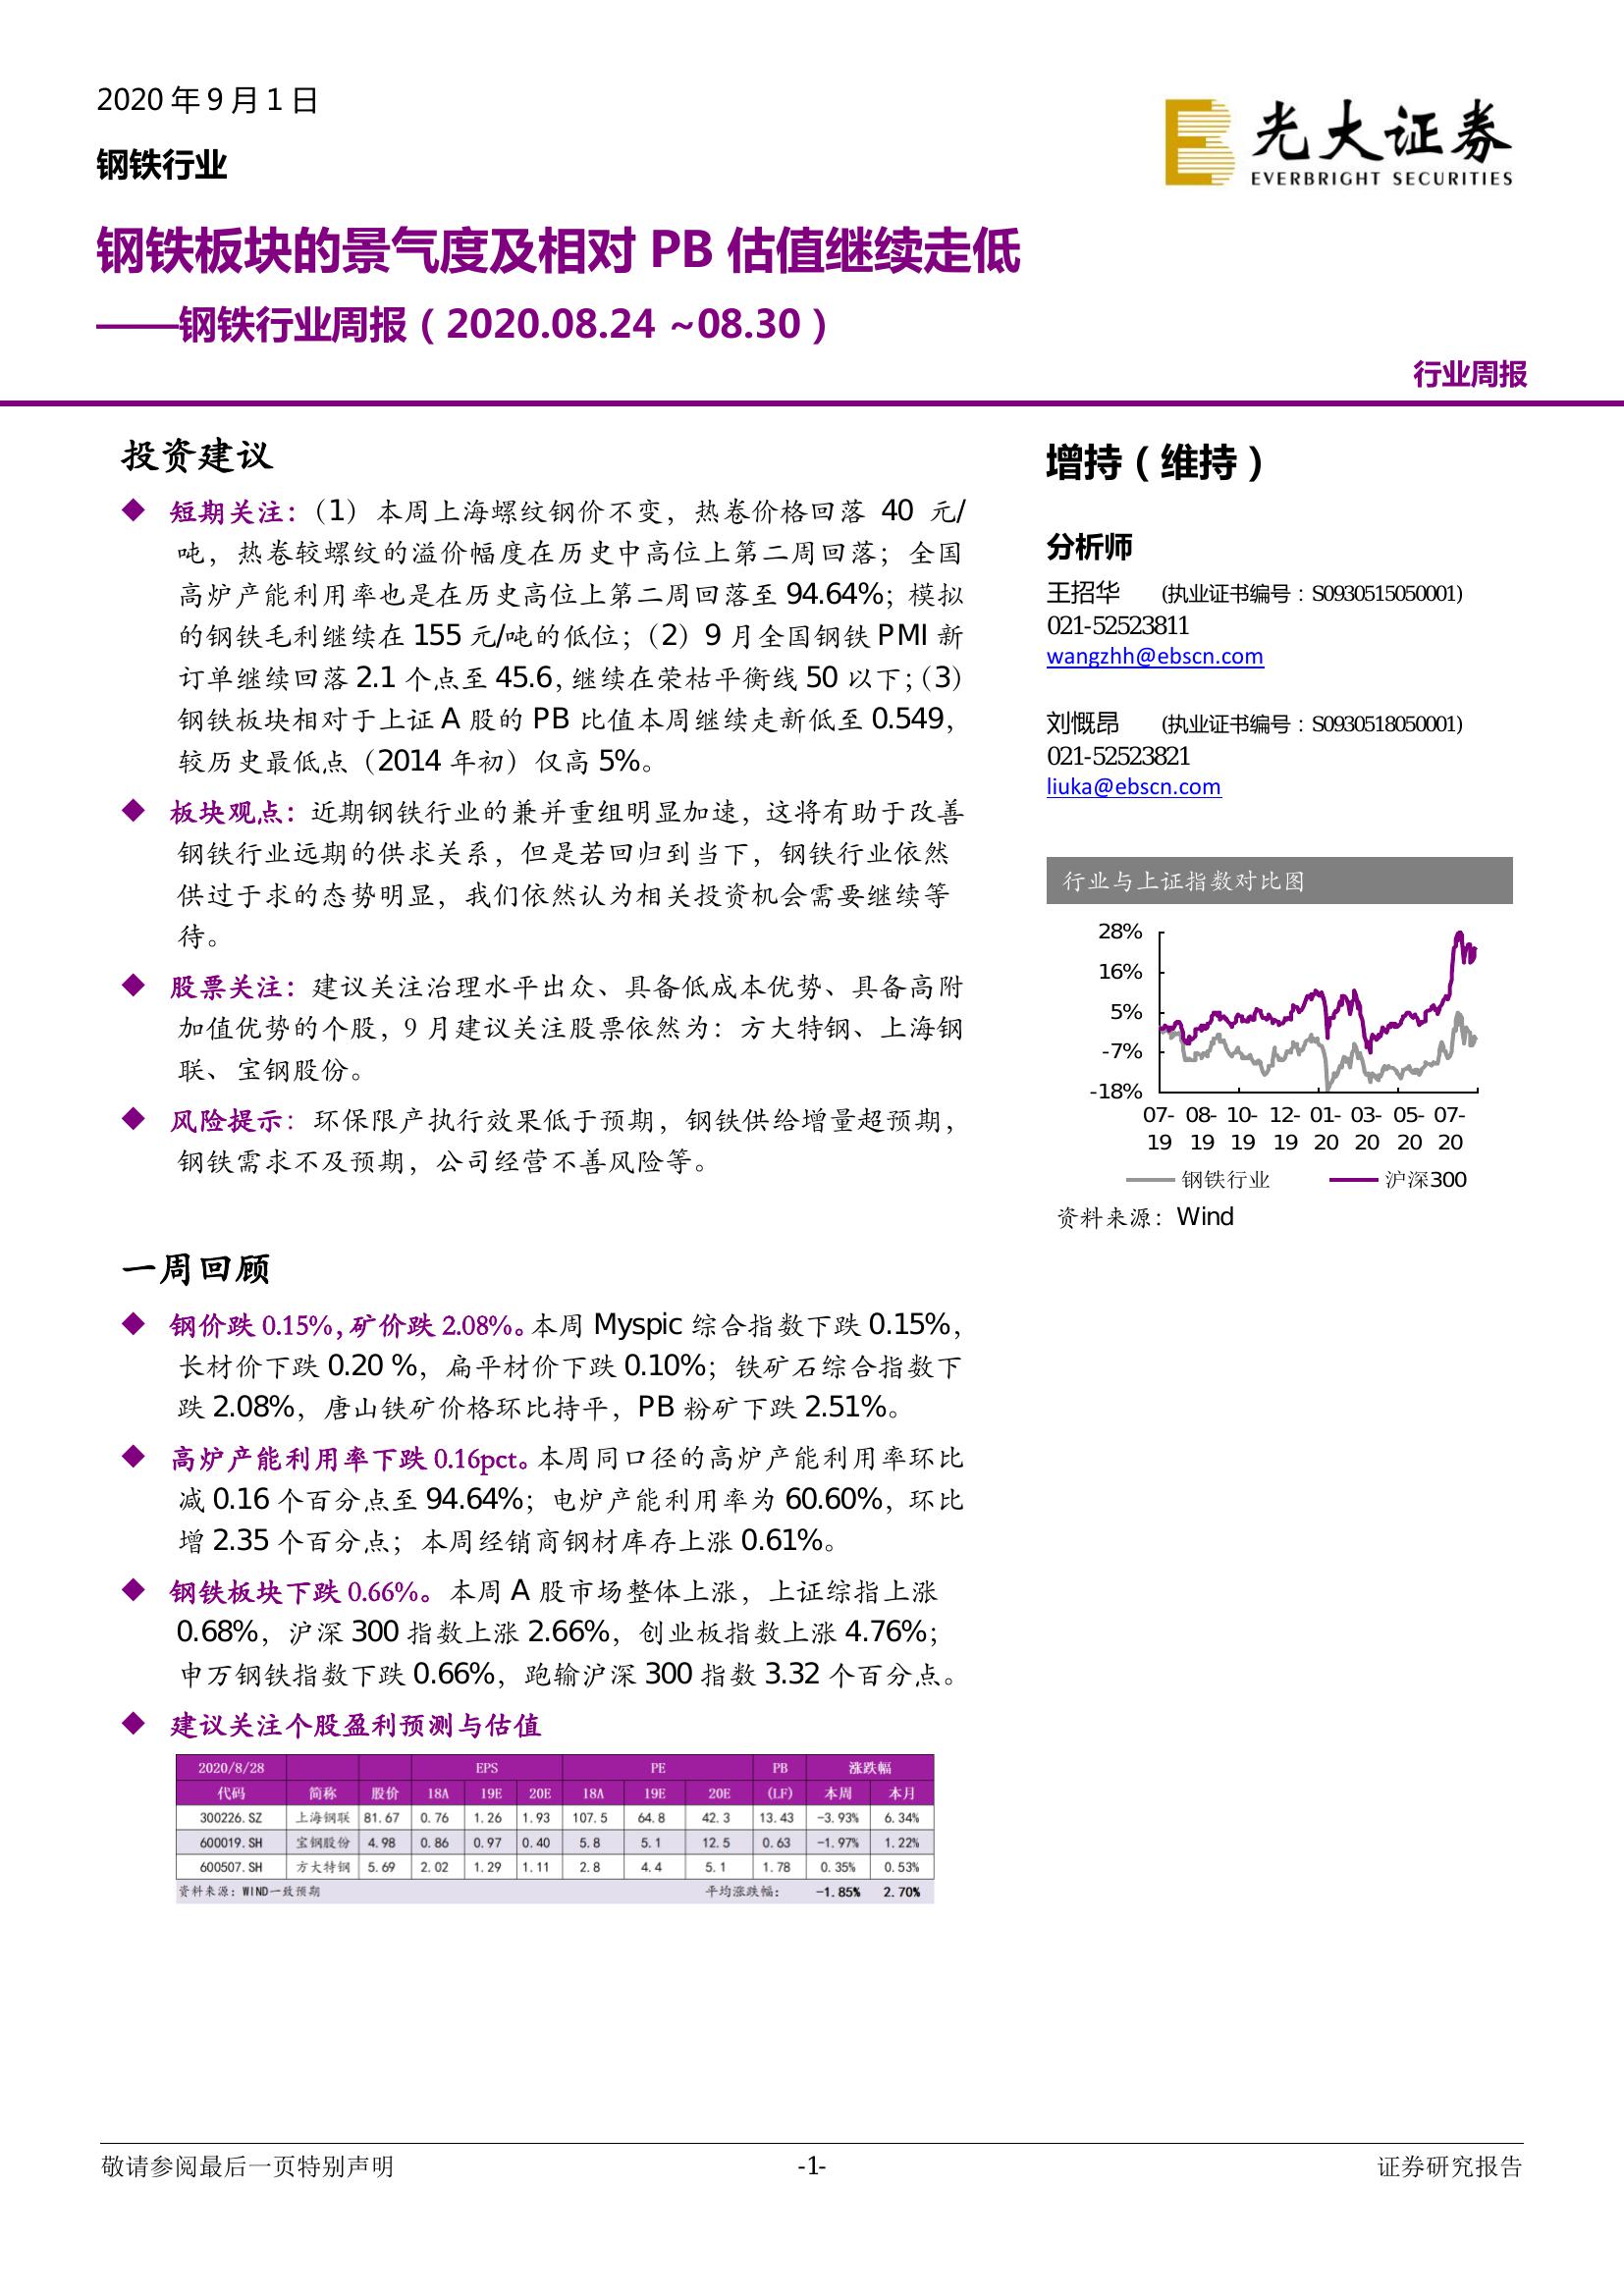 2020 年 9 月 1 日
钢铁行业
光大证券
EVERBRIGHT SECURITIES
钢铁板块的景气度及相对 PB 估值继续走低
——钢铁行业周报（2020.08.24 ~08.30）
行业周报
投资建议
◆ 短期关注：（1）本周上海螺纹钢价不变，热卷价格回落 40 元/
吨，热卷较螺纹的溢价幅度在历史中高位上第二周回落；全国
高炉产能利用率也是在历史高位上第二周回落至 94.64%；模拟
的钢铁毛利继续在 155 元/吨的低位；（2）9 月全国钢铁 PMI 新
订单继续回落 2.1 个点至 45.6，继续在荣枯平衡线 50 以下；（3）
钢铁板块相对于上证 A 股的 PB 比值本周继续走新低至 0.549，
较历史最低点（2014 年初）仅高 5%。
◆ 板块观点：近期钢铁行业的兼并重组明显加速，这将有助于改善
钢铁行业远期的供求关系，但是若回归到当下，钢铁行业依然
供过于求的态势明显，我们依然认为相关投资机会需要继续等
待。
◆ 股票关注：建议关注治理水平出众、具备低成本优势、具备高附
加值优势的个股，9 月建议关注股票依然为：方大特钢、上海钢
联、宝钢股份。
◆ 风险提示：环保限产执行效果低于预期，钢铁供给增量超预期，
钢铁需求不及预期，公司经营不善风险等。
一周回顾
◆ 钢价跌 0.15%，矿价跌 2.08%。本周 Myspic 综合指数下跌 0.15%，
长材价下跌 0.20 %，扁平材价下跌 0.10%；铁矿石综合指数下
跌 2.08%，唐山铁矿价格环比持平，PB 粉矿下跌 2.51%。
◆ 高炉产能利用率下跌 0.16pct。本周同口径的高炉产能利用率环比
减 0.16 个百分点至 94.64%；电炉产能利用率为 60.60%，环比
增 2.35 个百分点；本周经销商钢材库存上涨 0.61%。
◆ 钢铁板块下跌 0.66%。本周 A 股市场整体上涨，上证综指上涨
0.68%，沪深 300 指数上涨 2.66%，创业板指数上涨 4.76%；
申万钢铁指数下跌 0.66%，跑输沪深 300 指数 3.32 个百分点。
◆ 建议关注个股盈利预测与估值
2020/8/28 EPS PE PB 涨跌幅
代码 简称 股价 18A 19E 20E 18A 19E 20E (LF) 本周 本月
300226.SZ 上海钢联 81.67 0.76 1.26 1.93 107.5 64.8 42.3 13.43 -3.93% 6.34%
600019.SH 宝钢股份 4.98 0.86 0.97 0.40 5.8 5.1 12.5 0.63 -1.97% 1.22%
600507.SH 方大特钢 5.69 2.02 1.29 1.11 2.8 4.4 5.1 1.78 0.35% 0.53%
资料来源：WIND一致预期 平均涨跌幅： -1.85% 2.70%
增持（维持）
分析师
王招华 (执业证书编号：S0930515050001)
021-52523811
wangzhh@ebscn.com
刘慨昂 (执业证书编号：S0930518050001)
021-52523821
liuka@ebscn.com
行业与上证指数对比图
28%
16%
5%
-7%
-18%
07- 08- 10- 12- 01- 03- 05- 07-
19 19 19 19 20 20 20 20
钢铁行业 沪深300
资料来源：Wind
敬请参阅最后一页特别声明 -1- 证券研究报告